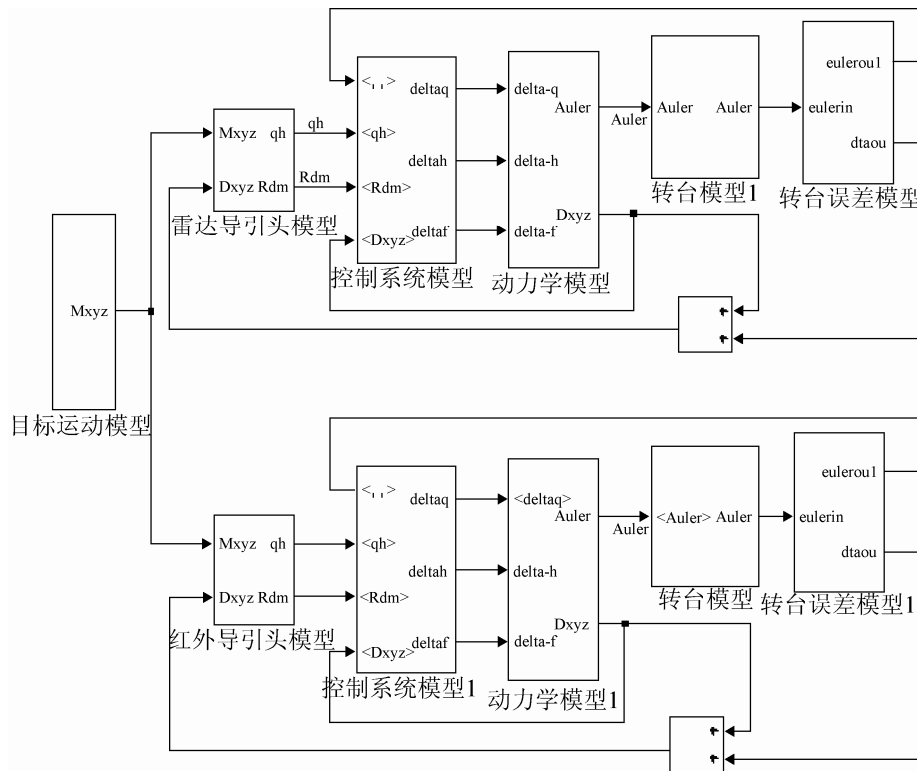 eulerou1
deltaq
delta-q
<qh>
Mxyz
qh
qh
Auler
Auler
Auler
Auler
eulerin
dtaou
deltah
delta-h
Dxyz
Rdm
Rdm
<Rdm>
Dxyz
转台模型1
转台误差模型
雷达导引头模型
deltaf
delta-f
<Dxyz>
控制系统模型
动力学模型
Mxyz
目标运动模型
eulerou1
deltaq
<deltaq>
Auler
Auler
<Auler>
Auler
eulerin
Mxyz
qh
<qh>
dtaou
deltah
delta-h
Dxyz
Rdm
<Rdm>
转台模型
转台误差模型1
Dxyz
红外导引头模型
deltaf
delta-f
<Dxyz>
控制系统模型1
动力学模型1